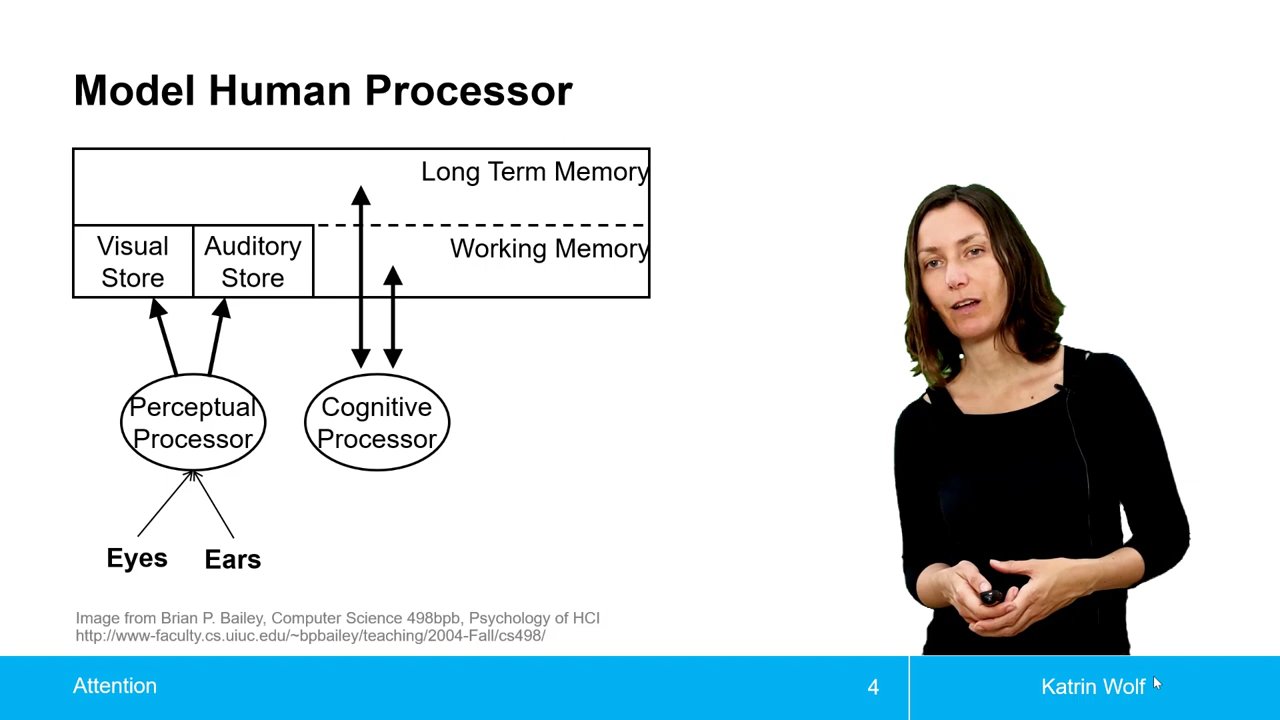 Model Human Processor
Long Term Memory
Visual
Store
Auditory
Store
Working Memory
Perceptual
Processor
Cognitive
Processor
Eyes
Ears
Image from Brian P. Bailey, Computer Science 498bpb, Psychology of HCI
http://www-faculty.cs.uiuc.edu/~bpbailey/teaching/2004-Fall/cs498/
Attention
4
Katrin Wolf